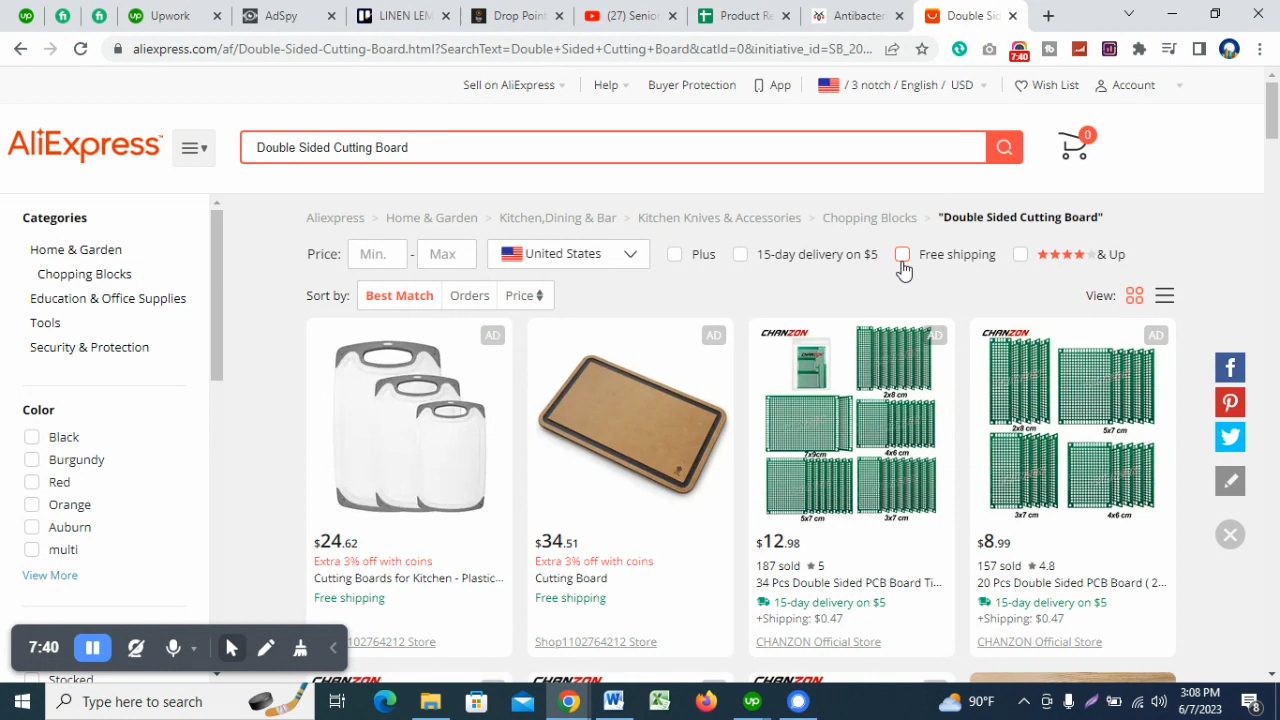 Upwork
AdSpy
LINEN LEM
Drop Point
(27) Senio
Product Re
Antibacter
Double Sid
aliexpress.com/af/Double-Sided-Cutting-Board.html?SearchText=Double+Sided+Cutting+Board&catId=0&initiative_id=SB_20...
7:40
Sell on AliExpress
Help
Buyer Protection
App
/ 3 notch / English / USD
Wish List
Account
AliExpress
Double Sided Cutting Board
0
Categories
Home & Garden
Chopping Blocks
Education & Office Supplies
Tools
Security & Protection
Color
Black
Burgundy
Red
Orange
Auburn
multi
View More
Stocked
Aliexpress > Home & Garden > Kitchen,Dining & Bar > Kitchen Knives & Accessories > Chopping Blocks > "Double Sided Cutting Board"
Price: Min. - Max United States Plus 15-day delivery on $5 Free shipping & Up
Sort by: Best Match Orders Price View:
AD
$24.62
Extra 3% off with coins
Cutting Boards for Kitchen - Plastic...
Free shipping
102764212 Store
AD
$34.51
Extra 3% off with coins
Cutting Board
Free shipping
Shop1102764212 Store
CHANZON
AD
2x8 cm
7x9cm
4x6 cm
5x7 cm
3x7 cm
$12.98
187 sold ★ 5
34 Pcs Double Sided PCB Board Ti...
15-day delivery on $5
+Shipping: $0.47
CHANZON Official Store
CHANZON
AD
2x8 cm
5x7 cm
3x7 cm
4x6 cm
$8.99
157 sold ★ 4.8
20 Pcs Double Sided PCB Board ( 2...
15-day delivery on $5
+Shipping: $0.47
CHANZON Official Store
7:40
AD
AD
Type here to search
90°F
3:08 PM
6/7/2023
8